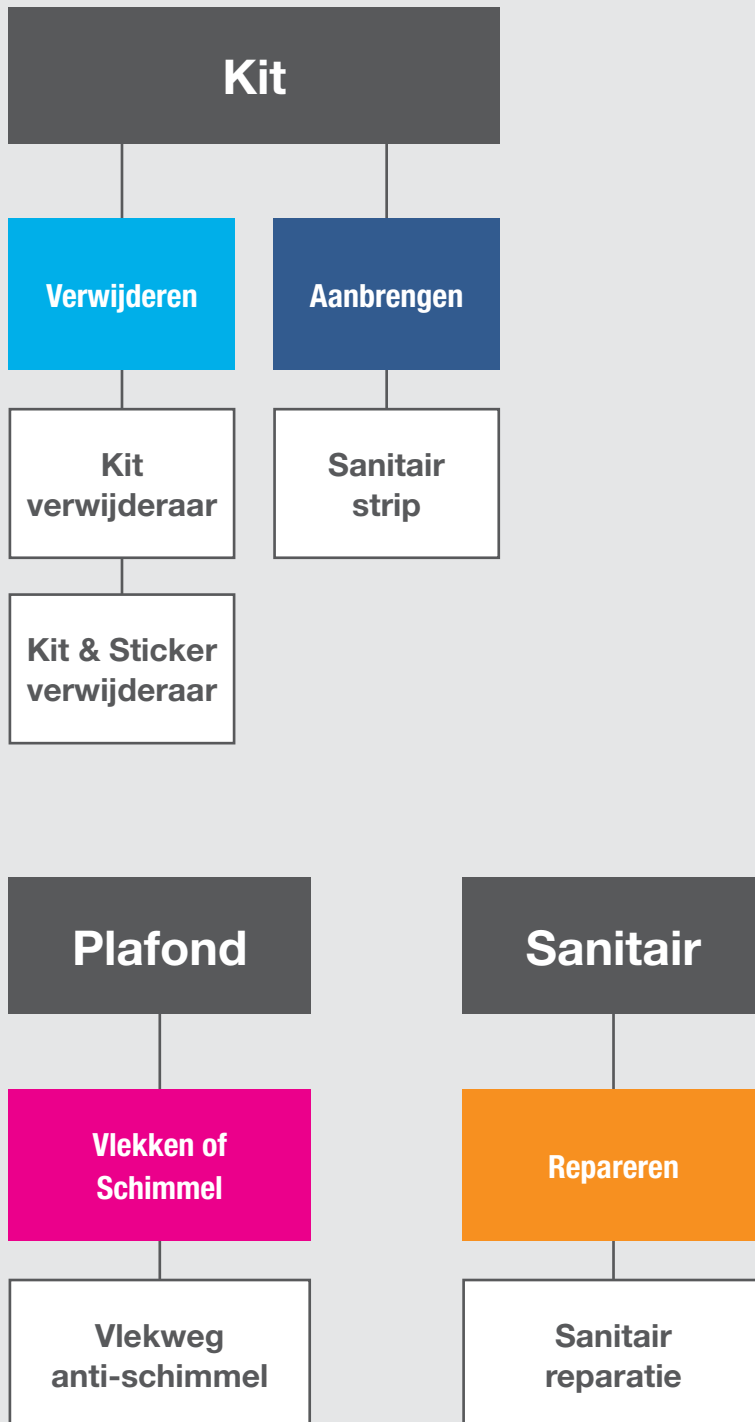 Kit
Verwijderen
Aanbrengen
Kit
verwijderaar
Sanitair
strip
Kit & Sticker
verwijderaar
Plafond
Sanitair
Vlekken of
Schimmel
Repareren
Vlekweg
anti-schimmel
Sanitair
reparatie